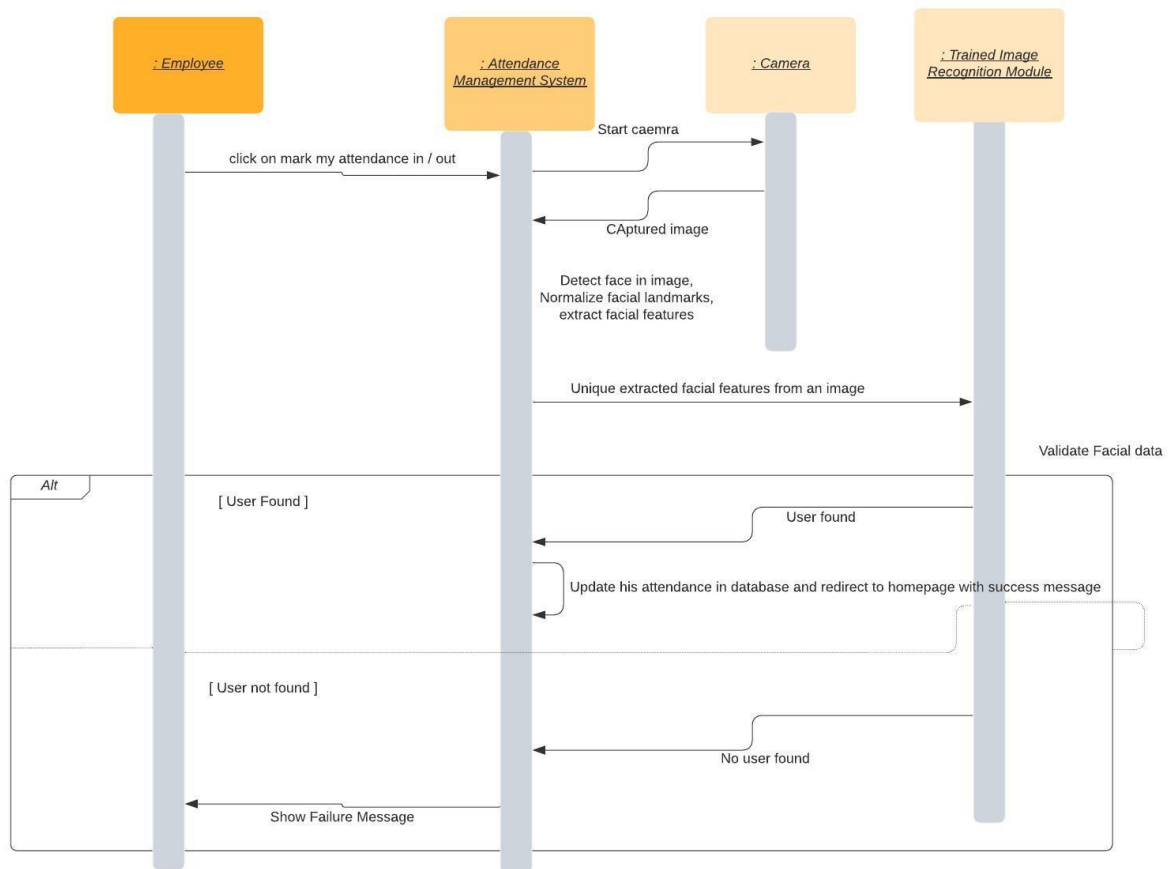 : Employee
: Attendance
Management System
: Camera
: Trained Image
Recognition Module
Start caemra
click on mark my attendance in / out
CAptured image
Detect face in image,
Normalize facial landmarks,
extract facial features
Unique extracted facial features from an image
Validate Facial data
Alt
[ User Found ]
User found
Update his attendance in database and redirect to homepage with success message
[ User not found ]
No user found
Show Failure Message